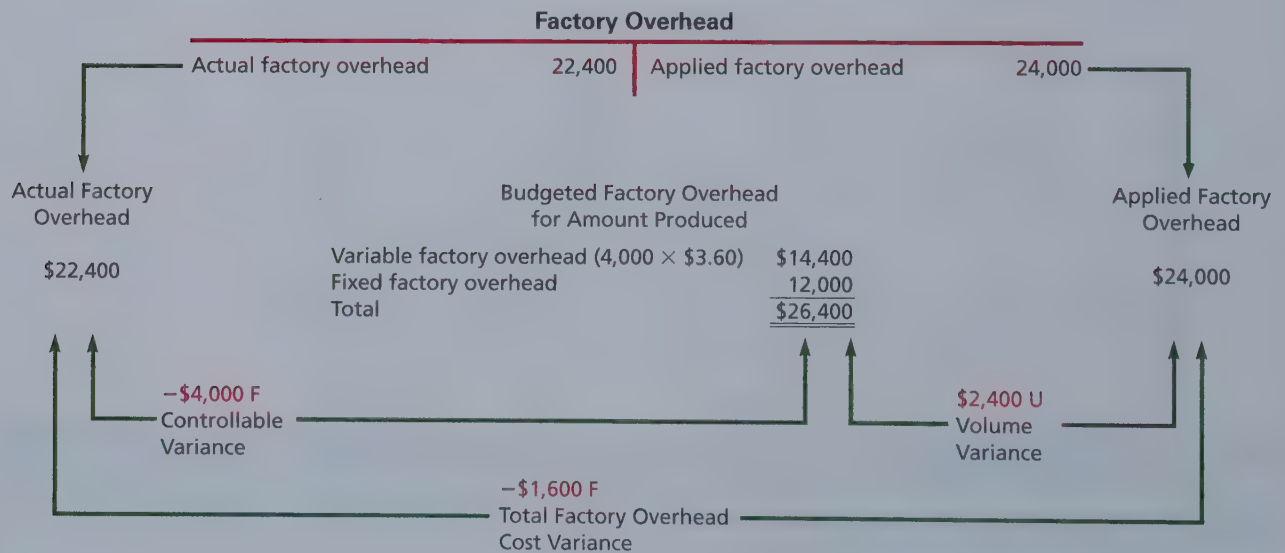 Factory Overhead
Actual factory overhead 22,400 Applied factory overhead 24,000
Actual Factory
Overhead
$22,400
Budgeted Factory Overhead
for Amount Produced
Variable factory overhead (4,000 × $3.60) $14,400
Fixed factory overhead 12,000
Total $26,400
Applied Factory
Overhead
$24,000
−$4,000 F
Controllable
Variance
$2,400 U
Volume
Variance
−$1,600 F
Total Factory Overhead
Cost Variance